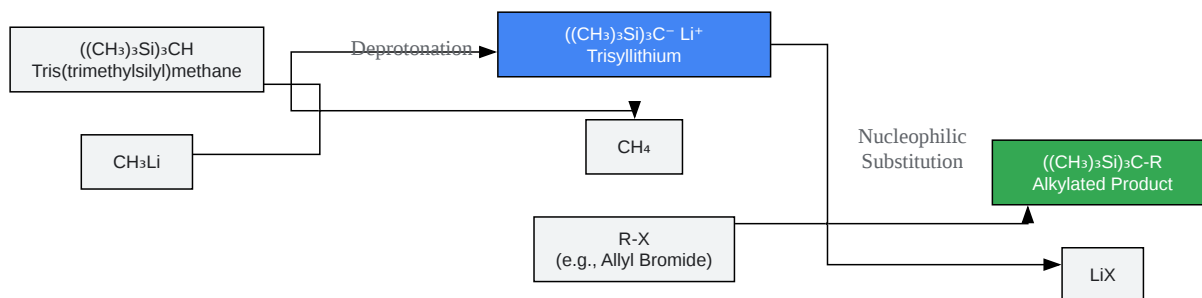 ((CH₃)₃Si)₃CH
Tris(trimethylsilyl)methane
CH₃Li
Deprotonation
((CH₃)₃Si)₃C⁻ Li⁺
Trisyllithium
CH₄
R-X
(e.g., Allyl Bromide)
Nucleophilic
Substitution
((CH₃)₃Si)₃C-R
Alkylated Product
LiX